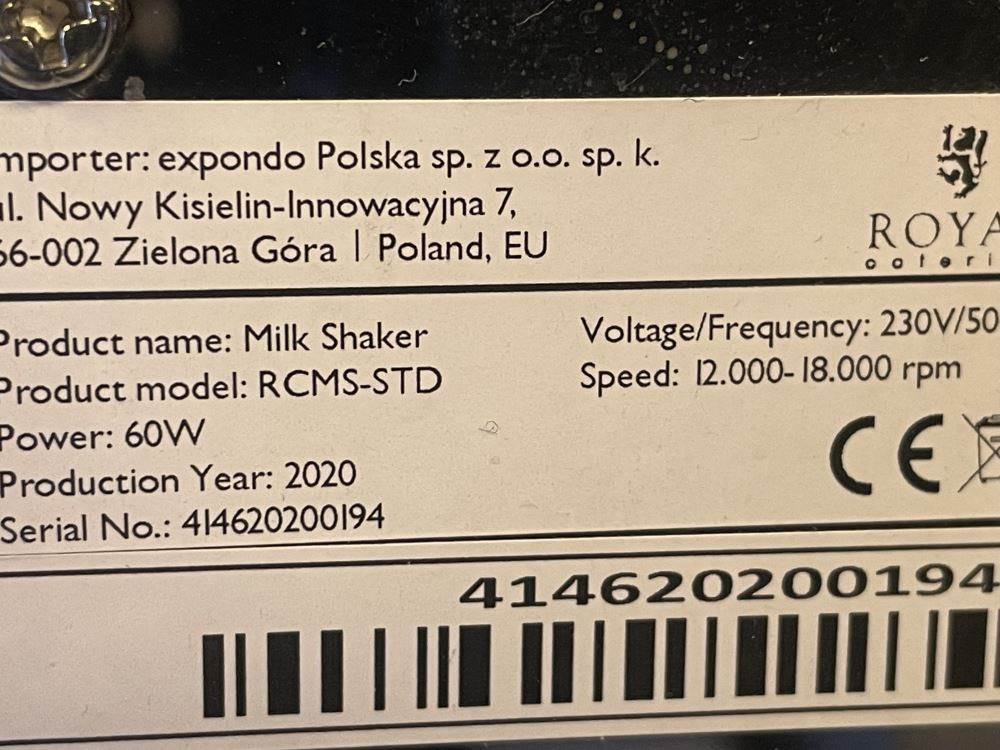 mporter: expondo Polska sp. z o.o. sp. k.
ul. Nowy Kisielin-Innowacyjna 7,
66-002 Zielona Góra | Poland, EU
ROYA
cateri
Product name: Milk Shaker
Product model: RCMS-STD
Power: 60W
Production Year: 2020
Serial No.: 414620200194
Voltage/Frequency: 230V/50
Speed: 12.000-18.000 rpm
CE
414620200194